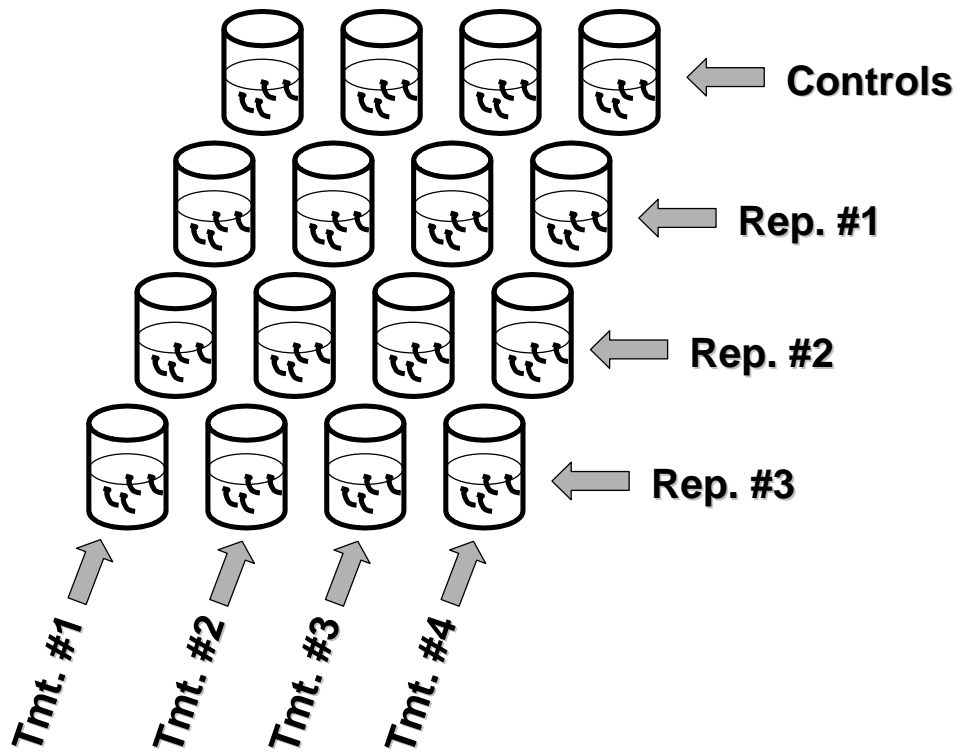 Controls
Rep. #1
Rep. #2
Rep. #3
Tmt. #1
Tmt. #2
Tmt. #3
Tmt. #4